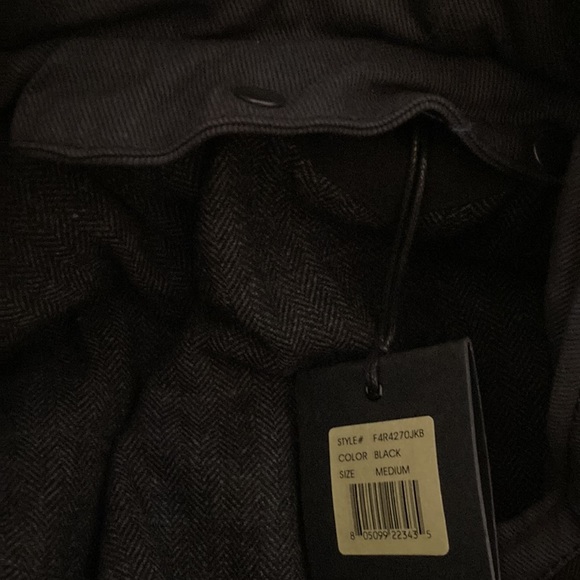 STYLE# F4R4270JKB
COLOR BLACK
SIZE MEDIUM
8 05099 22343 5